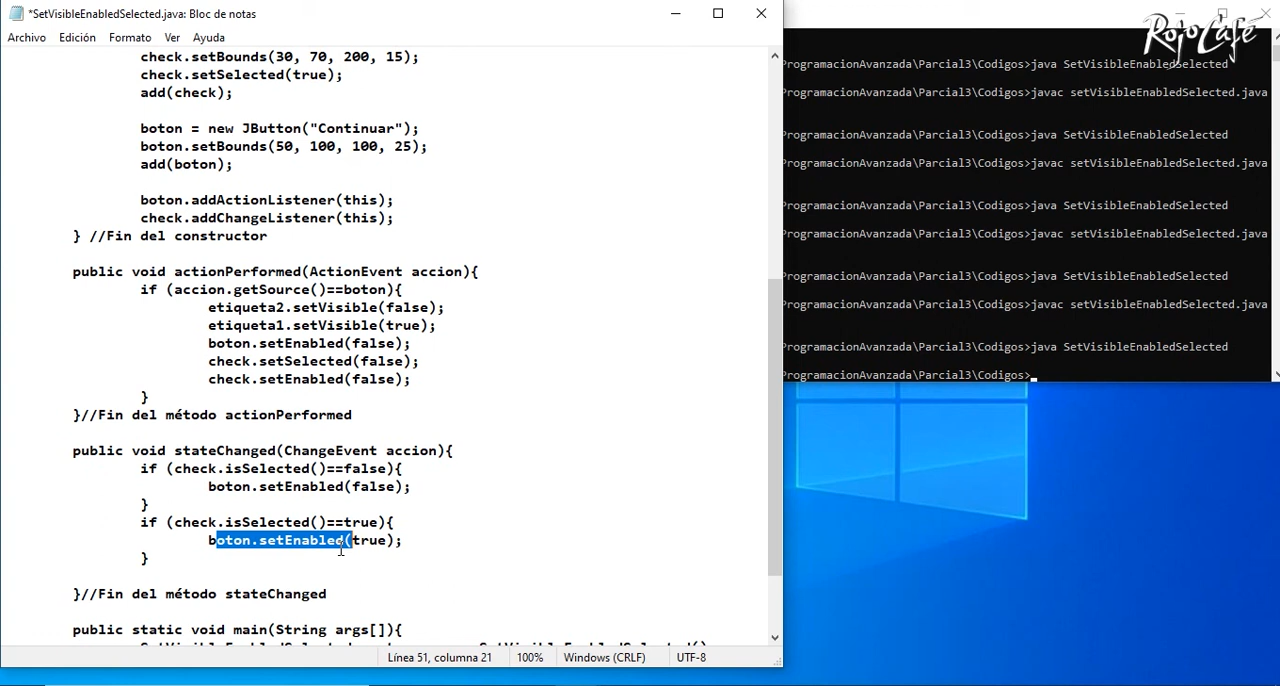 *SetVisibleEnabledSelected.java: Bloc de notas
Archivo Edición Formato Ver Ayuda
check.setBounds(30, 70, 200, 15);
check.setSelected(true);
add(check);
boton = new JButton("Continuar");
boton.setBounds(50, 100, 100, 25);
add(boton);
boton.addActionListener(this);
check.addChangeListener(this);
} //Fin del constructor
public void actionPerformed(ActionEvent accion){
if (accion.getSource()==boton){
etiqueta2.setVisible(false);
etiqueta1.setVisible(true);
boton.setEnabled(false);
check.setSelected(false);
check.setEnabled(false);
}
}//Fin del método actionPerformed
public void stateChanged(ChangeEvent accion){
if (check.isSelected()==false){
boton.setEnabled(false);
}
if (check.isSelected()==true){
boton.setEnabled(true);
}
}//Fin del método stateChanged
public static void main(String args[]){
Línea 51, columna 21 100% Windows (CRLF) UTF-8
RojoCafé
ProgramacionAvanzada\Parcial3\Codigos>java SetVisibleEnabledSelected
ProgramacionAvanzada\Parcial3\Codigos>javac setVisibleEnabledSelected.java
ProgramacionAvanzada\Parcial3\Codigos>java SetVisibleEnabledSelected
ProgramacionAvanzada\Parcial3\Codigos>javac setVisibleEnabledSelected.java
ProgramacionAvanzada\Parcial3\Codigos>java SetVisibleEnabledSelected
ProgramacionAvanzada\Parcial3\Codigos>javac setVisibleEnabledSelected.java
ProgramacionAvanzada\Parcial3\Codigos>java SetVisibleEnabledSelected
ProgramacionAvanzada\Parcial3\Codigos>javac setVisibleEnabledSelected.java
ProgramacionAvanzada\Parcial3\Codigos>java SetVisibleEnabledSelected
ProgramacionAvanzada\Parcial3\Codigos>